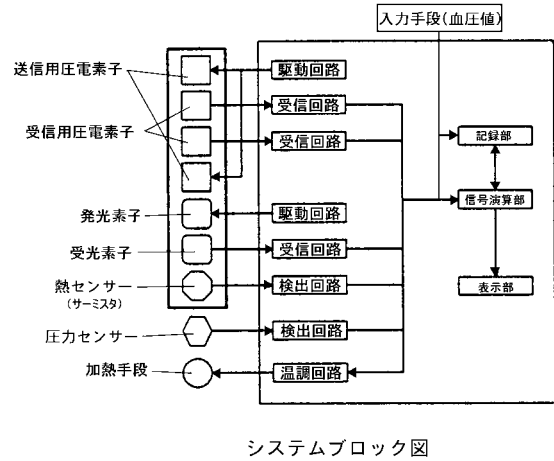 入力手段(血圧値)
送信用圧電素子
駆動回路
受信回路
受信用圧電素子
受信回路
記録部
信号演算部
発光素子
駆動回路
受光素子
受信回路
熱センサー
(サーミスタ)
検出回路
表示部
圧力センサー
検出回路
加熱手段
温調回路
システムブロック図